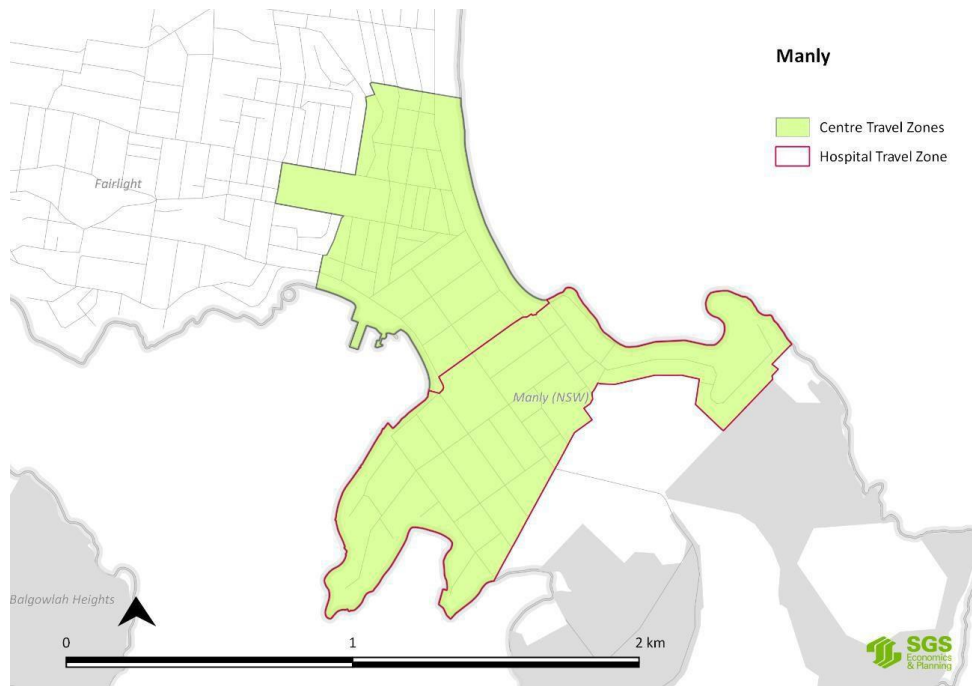 Manly
Centre Travel Zones
Hospital Travel Zone
Fairlight
Manly (NSW)
Balgowlah Heights
0 1 2 km
SGS
Economics
& Planning